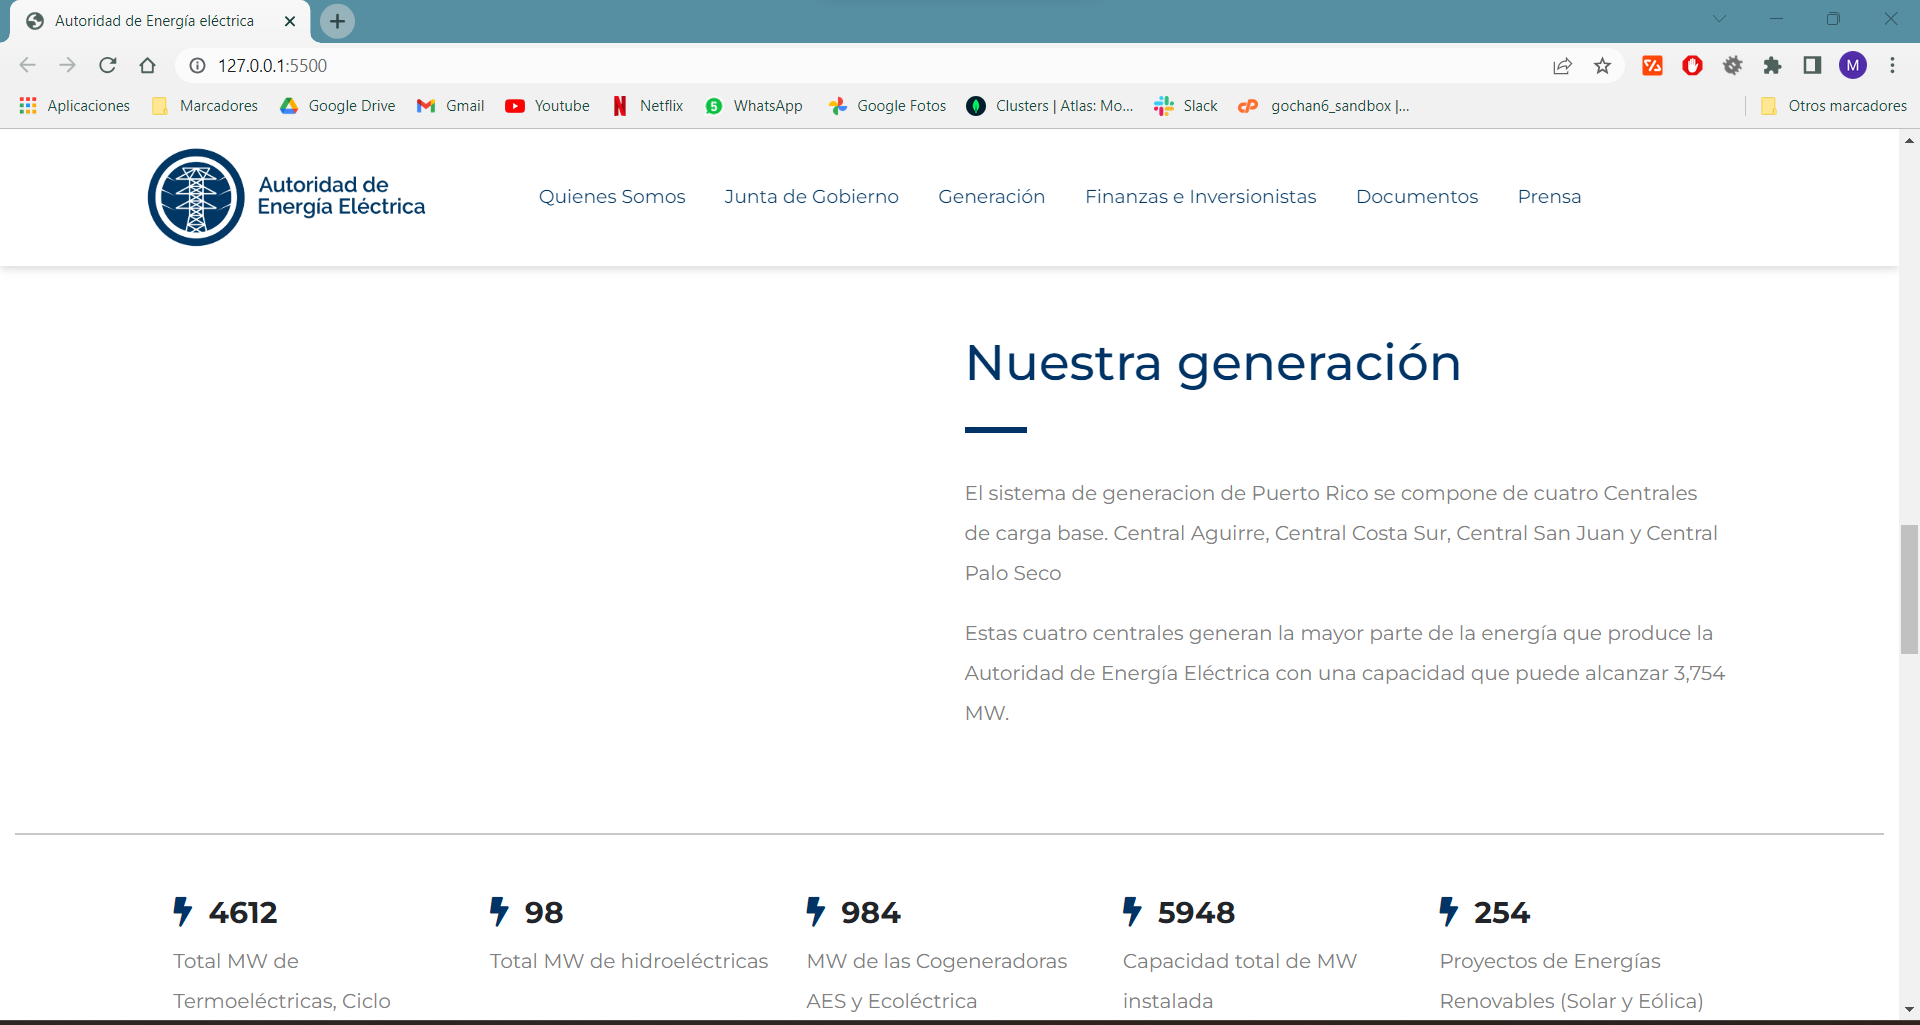 Autoridad de Energía eléctrica
127.0.0.1:5500
M
Aplicaciones
Marcadores
Google Drive
Gmail
Youtube
Netflix
5
WhatsApp
Google Fotos
Clusters | Atlas: Mo...
Slack
cP
gochan6_sandbox |...
Otros marcadores
Autoridad de
Energía Eléctrica
Quienes Somos
Junta de Gobierno
Generación
Finanzas e Inversionistas
Documentos
Prensa
Nuestra generación
El sistema de generacion de Puerto Rico se compone de cuatro Centrales
de carga base. Central Aguirre, Central Costa Sur, Central San Juan y Central
Palo Seco
Estas cuatro centrales generan la mayor parte de la energía que produce la
Autoridad de Energía Eléctrica con una capacidad que puede alcanzar 3,754
MW.
4612
Total MW de
Termoeléctricas, Ciclo
98
Total MW de hidroeléctricas
984
MW de las Cogeneradoras
AES y Ecoléctrica
5948
Capacidad total de MW
instalada
254
Proyectos de Energías
Renovables (Solar y Eólica)